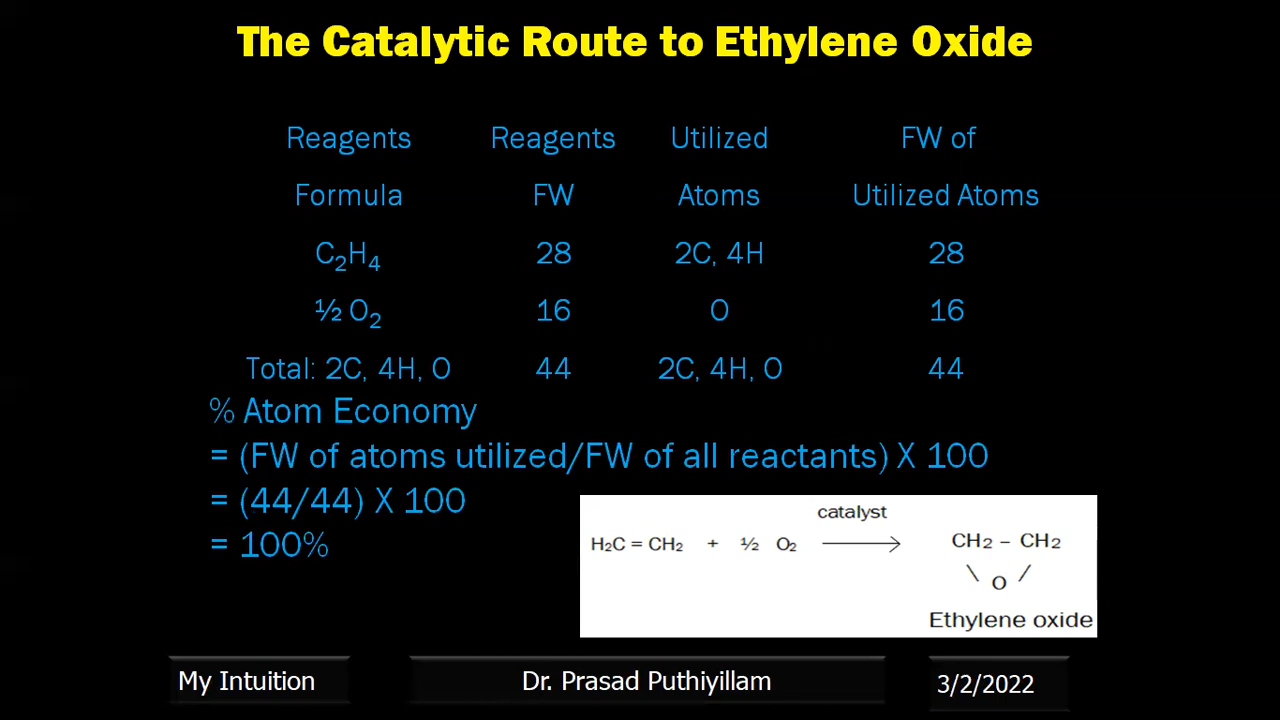 The Catalytic Route to Ethylene Oxide
Reagents Reagents Utilized FW of
Formula FW Atoms Utilized Atoms
C₂H₄ 28 2C, 4H 28
½ O₂ 16 O 16
Total: 2C, 4H, O 44 2C, 4H, O 44
% Atom Economy
= (FW of atoms utilized/FW of all reactants) X 100
= (44/44) X 100
= 100%
catalyst
H₂C = CH₂ + ½ O₂ ⟶ CH₂ – CH₂
\ O /
Ethylene oxide
My Intuition Dr. Prasad Puthiyillam 3/2/2022